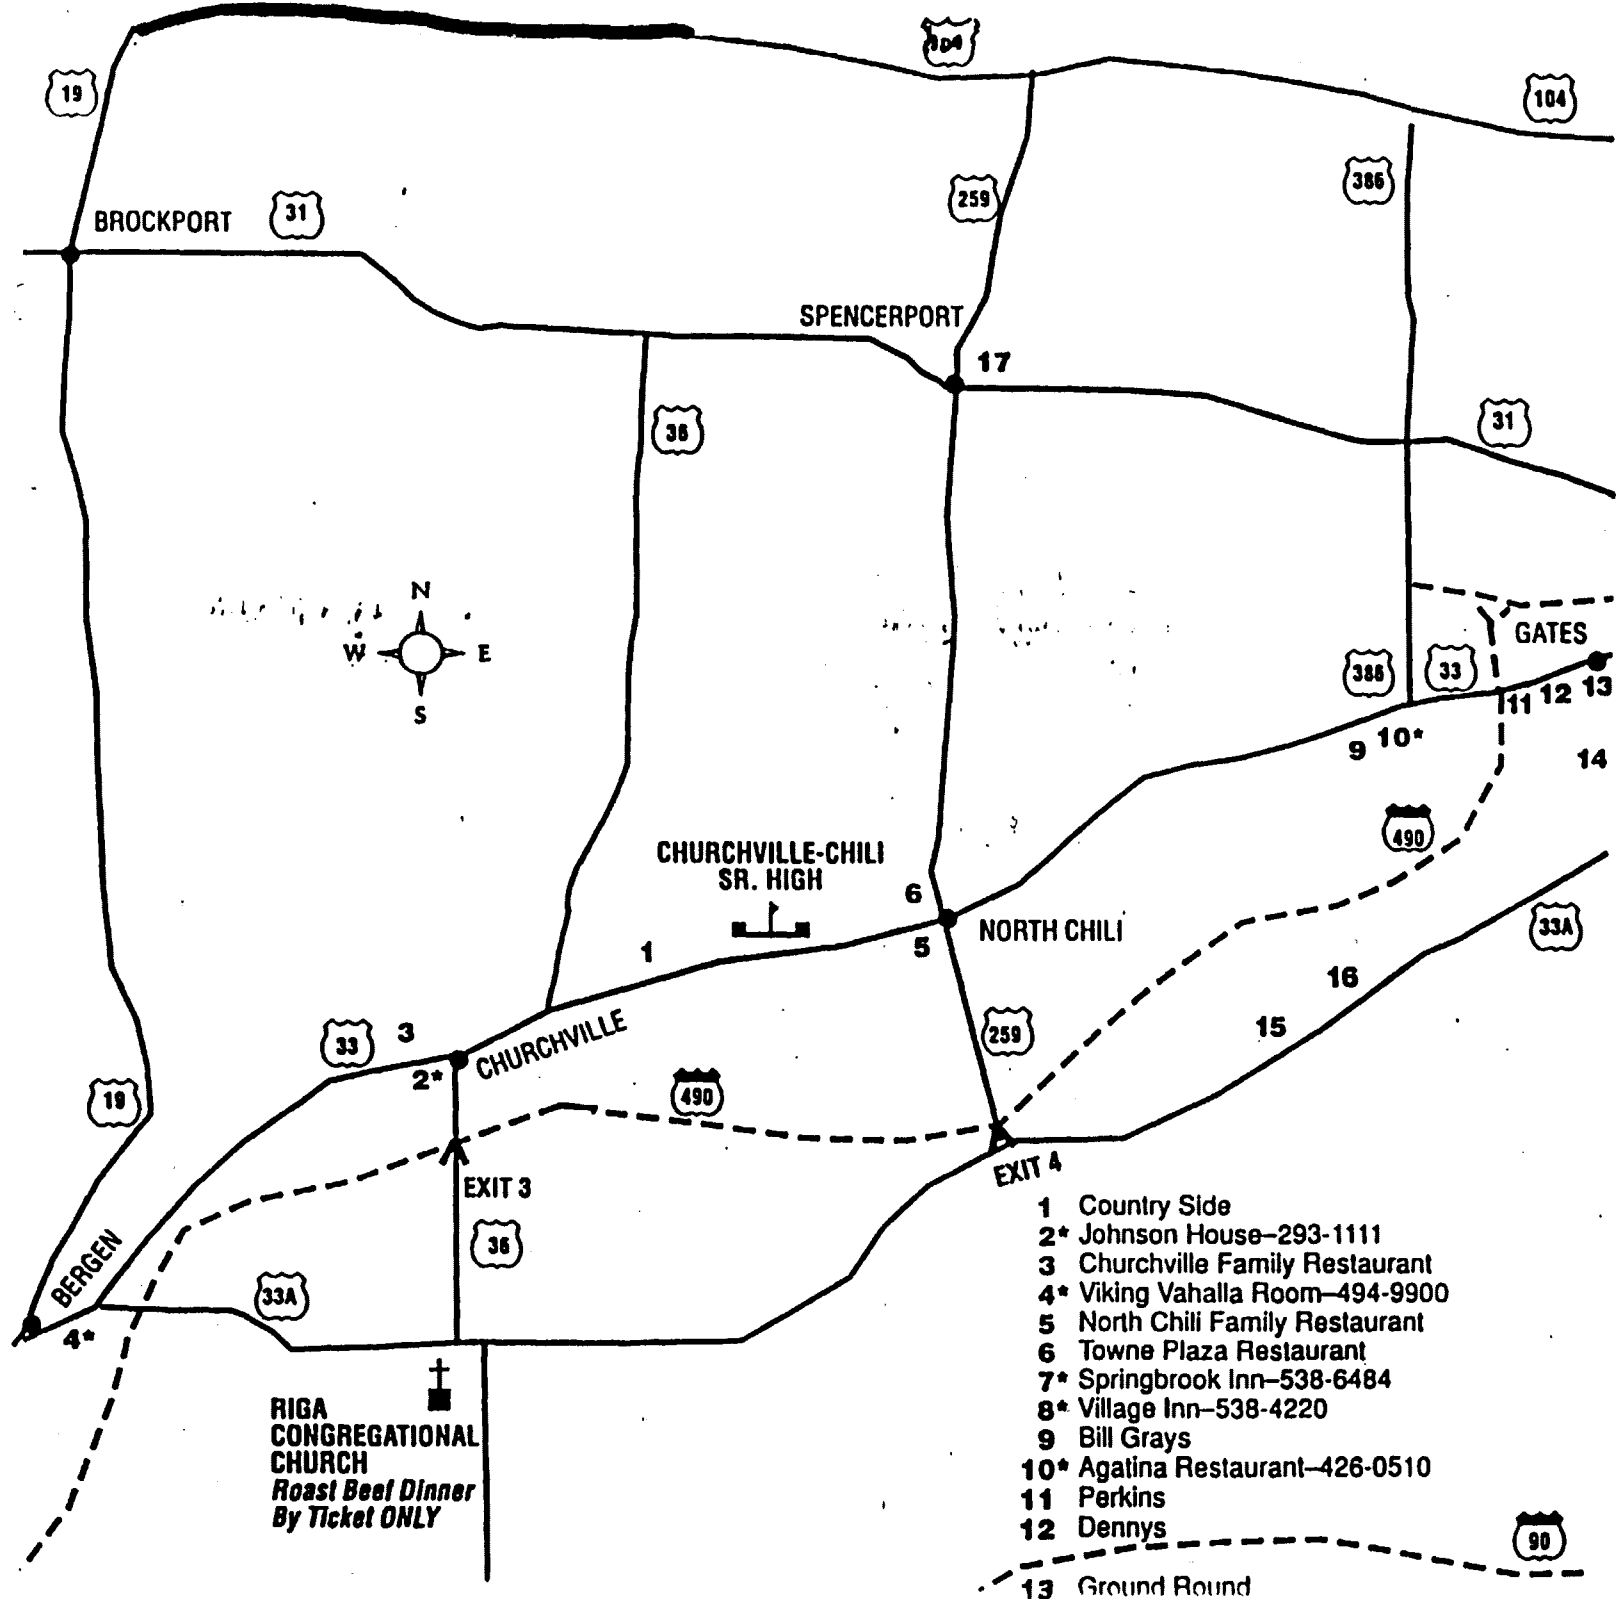 104
19
104
386
259
BROCKPORT
31
SPENCERPORT
17
31
36
N
W E
S
GATES
386
33
13
12
11
10*
9
14
490
CHURCHVILLE-CHILI
SR. HIGH
6
NORTH CHILI
5
33A
1
16
3
33
CHURCHVILLE
259
15
2*
490
19
EXIT 3
EXIT 4
36
BERGEN
33A
4*
RIGA
CONGREGATIONAL
CHURCH
Roast Beef Dinner
By Ticket ONLY
1 Country Side
2* Johnson House–293-1111
3 Churchville Family Restaurant
4* Viking Vahalla Room–494-9900
5 North Chili Family Restaurant
6 Towne Plaza Restaurant
7* Springbrook Inn–538-6484
8* Village Inn–538-4220
9 Bill Grays
10* Agatina Restaurant–426-0510
11 Perkins
12 Dennys
90
13 Ground Round